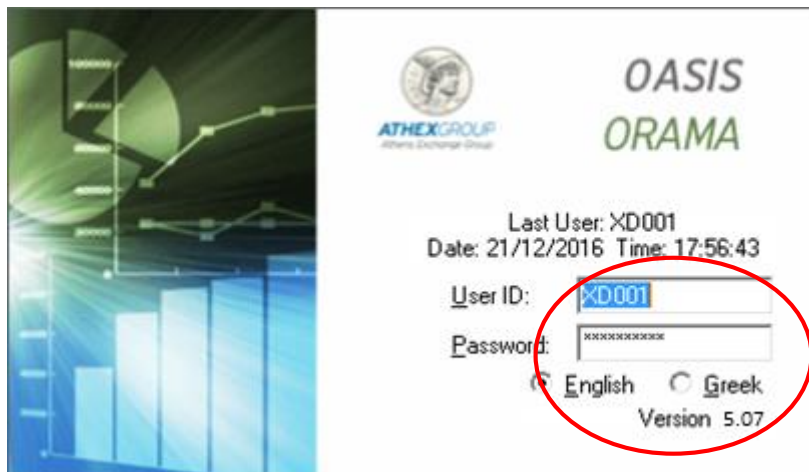 100000
ATHEXGROUP
Athens Exchange Group
OASIS
ORAMA
Last User: XD001
Date: 21/12/2016 Time: 17:56:43
User ID: XD001
Password: **********
English Greek
Version 5.07